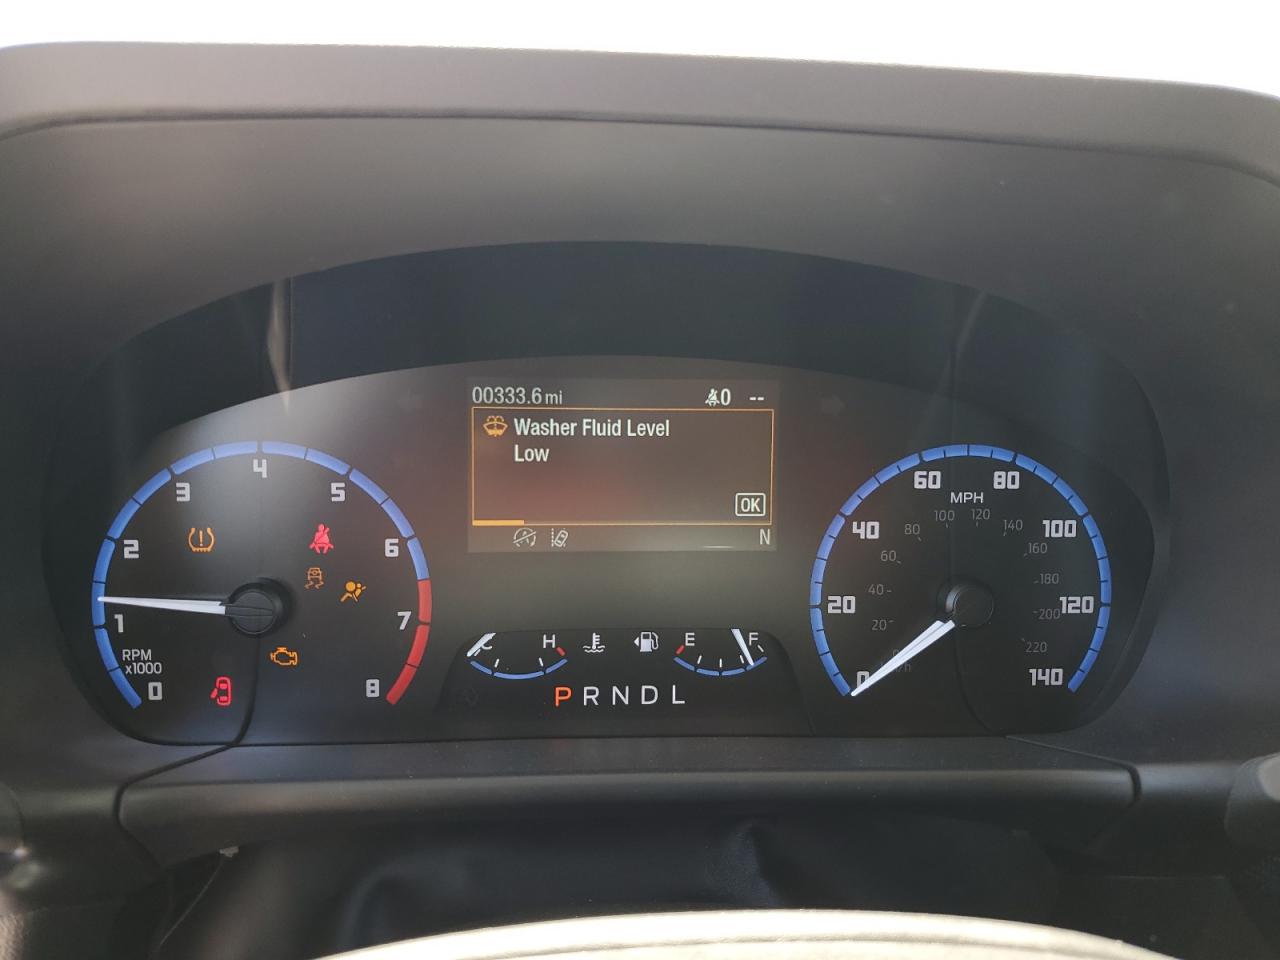 00333.6 mi 0 --
Washer Fluid Level
Low
OK
N
0 1 2 3 4 5 6 7 8
RPM
x1000
C H
E F
P R N D L
0 20 40 60 80 100 120 140
MPH
20 40 60 80 100 120 140 160 180 200 220